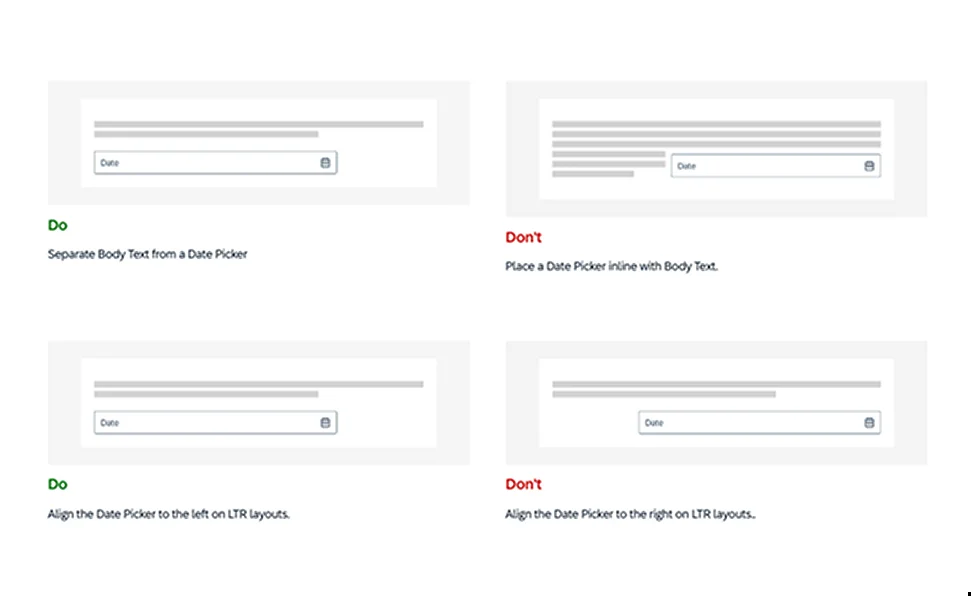 Date
Date
Do
Separate Body Text from a Date Picker
Don't
Place a Date Picker inline with Body Text.
Date
Date
Do
Align the Date Picker to the left on LTR layouts.
Don't
Align the Date Picker to the right on LTR layouts..